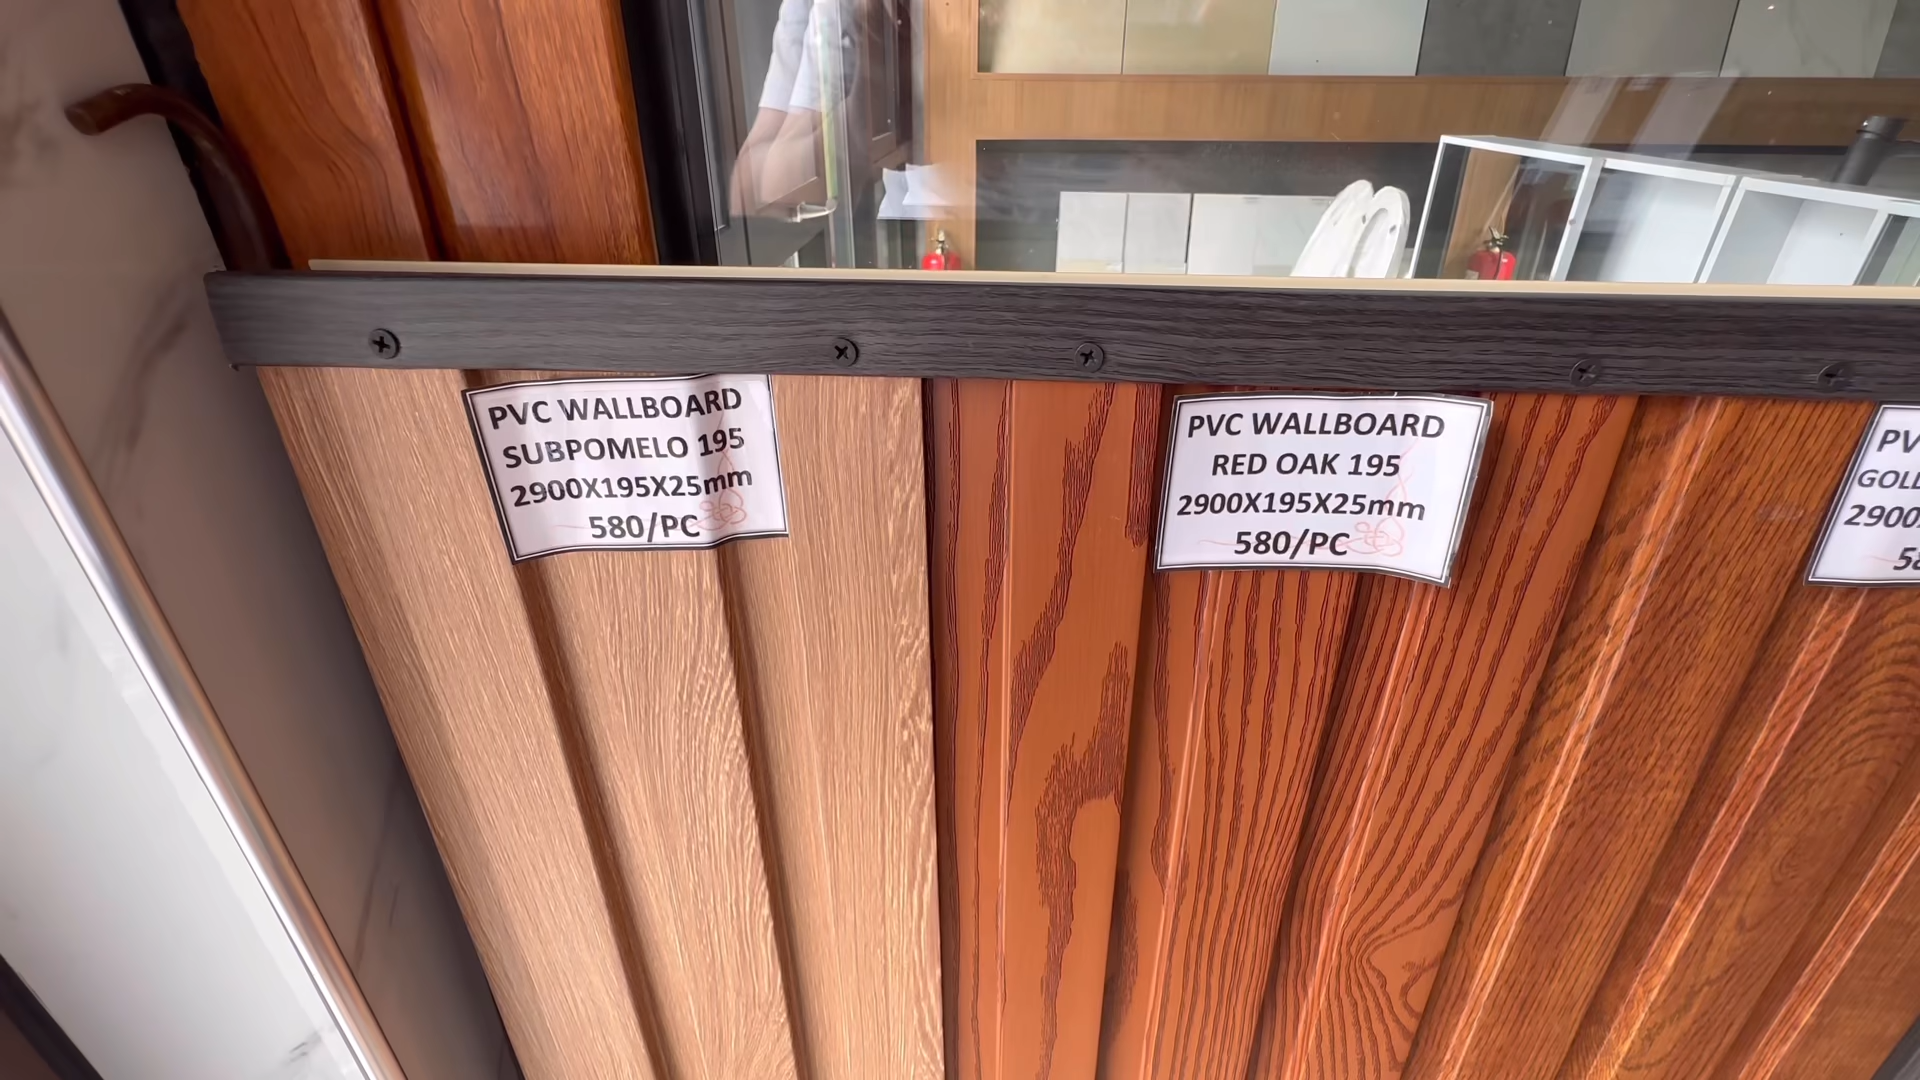 PVC WALLBOARD
SUBPOMELO 195
2900X195X25mm
580/PC
PVC WALLBOARD
RED OAK 195
2900X195X25mm
580/PC